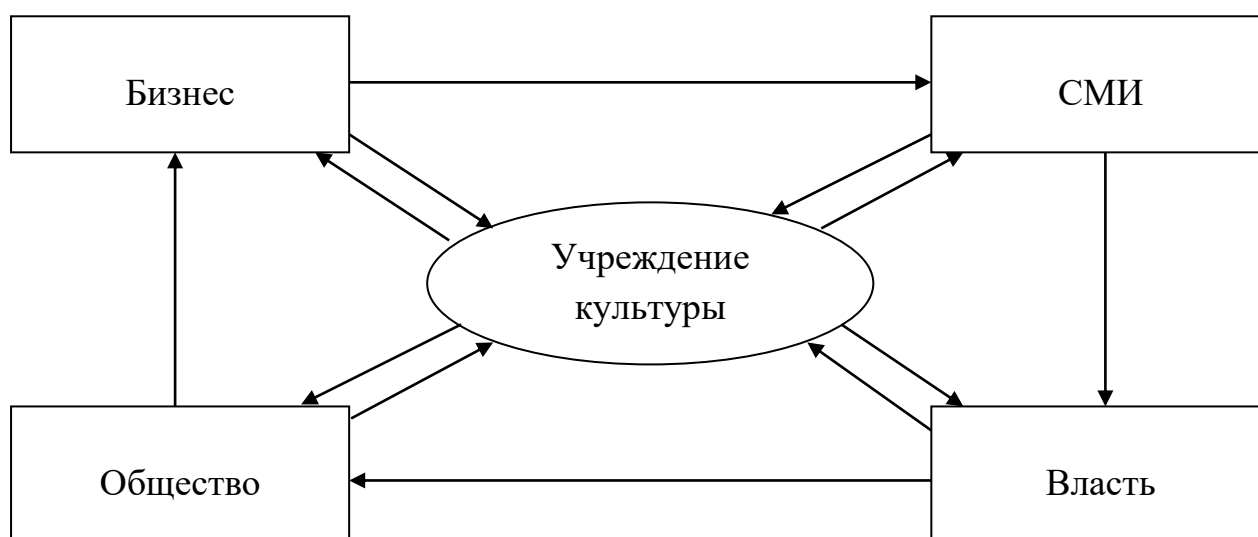 Бизнес
СМИ
Учреждение
культуры
Общество
Власть